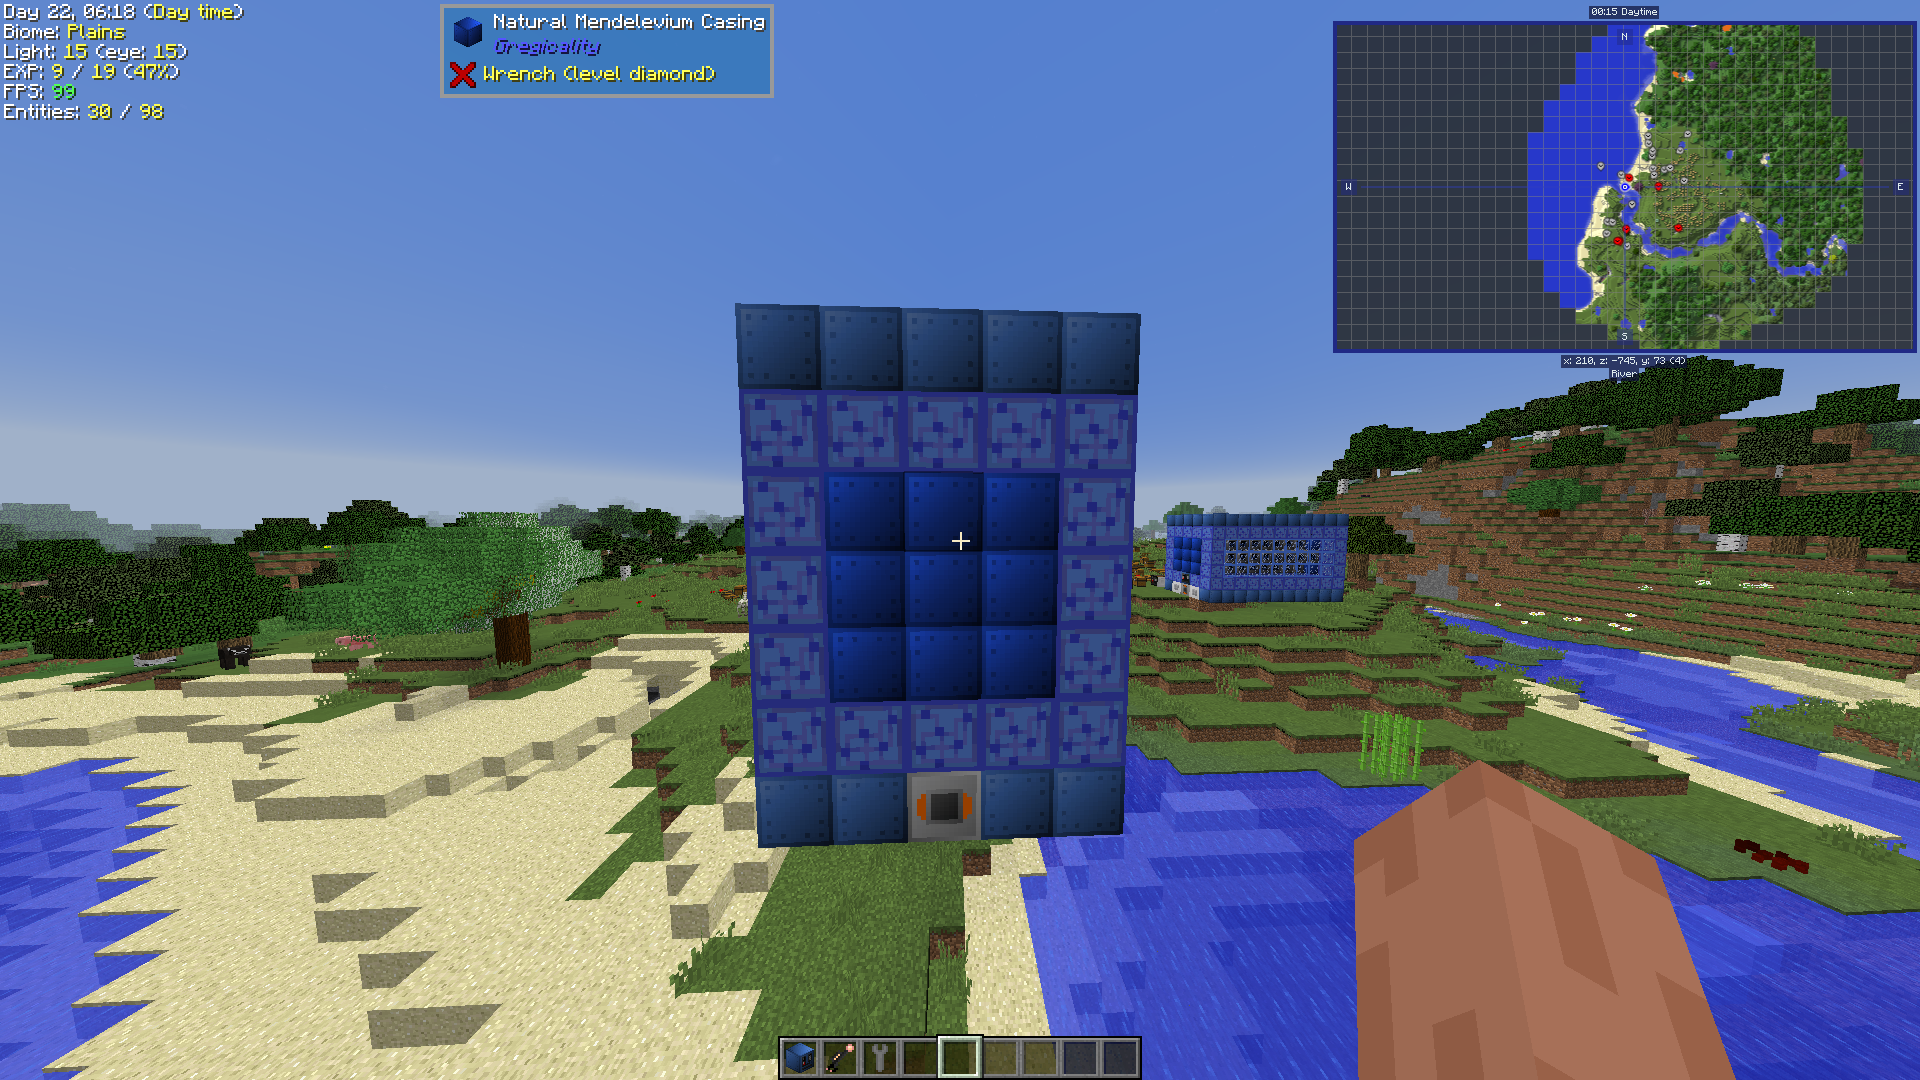 Day 22, 06:18 (Day time)
Biome: Plains
Light: 15 (eye: 15)
EXP: 9 / 19 (47%)
FPS: 99
Entities: 30 / 98
Natural Mendelevium Casing
Gregicality
Wrench (level diamond)
00:15 Daytime
N
W
E
S
x: 210, z: -745, y: 73 (4)
River